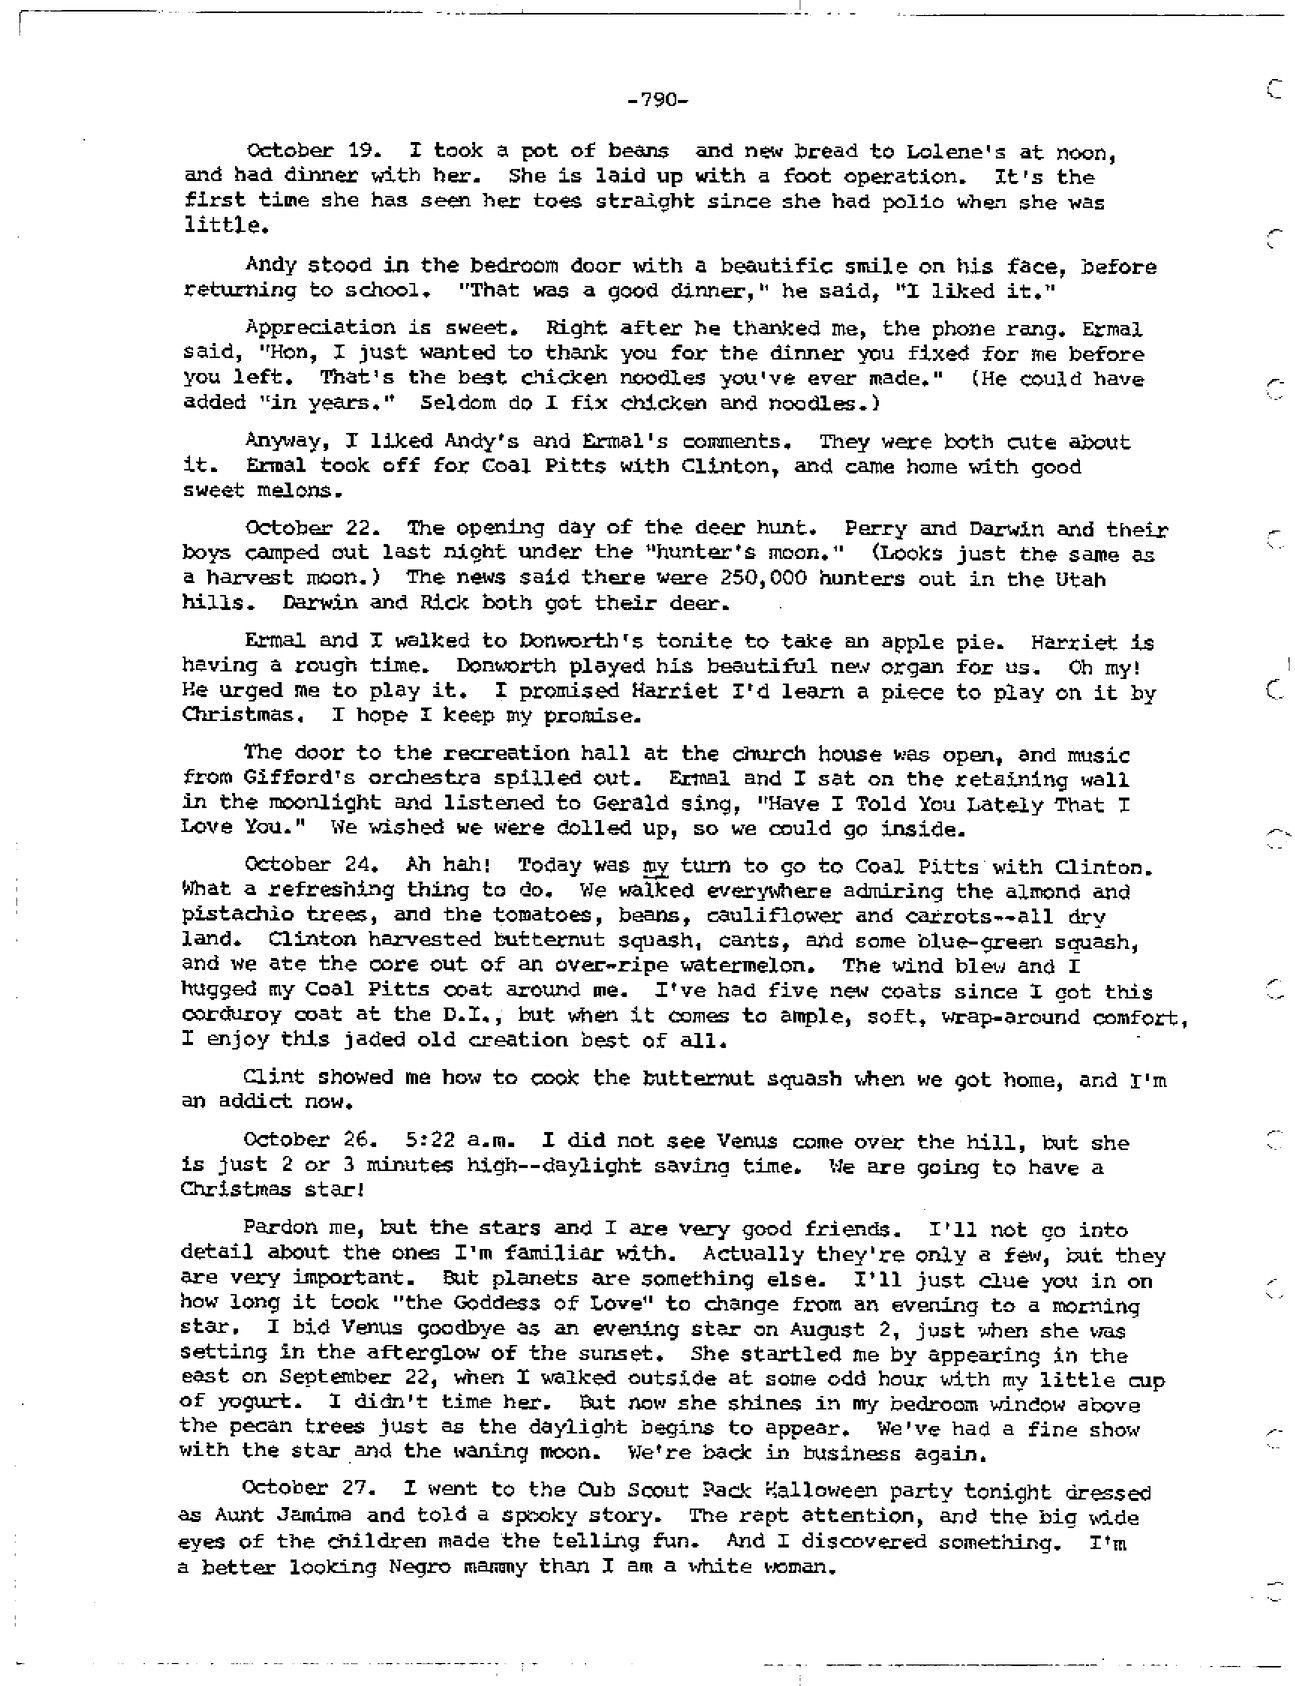 -790-
October 19. I took a pot of beans and new bread to Lolene's at noon,
and had dinner with her. She is laid up with a foot operation. It's the
first time she has seen her toes straight since she had polio when she was
little.
Andy stood in the bedroom door with a beautific smile on his face, before
returning to school. "That was a good dinner," he said, "I liked it."
Appreciation is sweet. Right after he thanked me, the phone rang. Ermal
said, "Hon, I just wanted to thank you for the dinner you fixed for me before
you left. That's the best chicken noodles you've ever made." (He could have
added "in years." Seldom do I fix chicken and noodles.)
Anyway, I liked Andy's and Ermal's comments. They were both cute about
it. Ermal took off for Coal Pitts with Clinton, and came home with good
sweet melons.
October 22. The opening day of the deer hunt. Perry and Darwin and their
boys camped out last night under the "hunter's moon." (Looks just the same as
a harvest moon.) The news said there were 250,000 hunters out in the Utah
hills. Darwin and Rick both got their deer.
Ermal and I walked to Donworth's tonite to take an apple pie. Harriet is
having a rough time. Donworth played his beautiful new organ for us. Oh my!
He urged me to play it. I promised Harriet I'd learn a piece to play on it by
Christmas. I hope I keep my promise.
The door to the recreation hall at the church house was open, and music
from Gifford's orchestra spilled out. Ermal and I sat on the retaining wall
in the moonlight and listened to Gerald sing, "Have I Told You Lately That I
Love You." We wished we were dolled up, so we could go inside.
October 24. Ah hah! Today was my turn to go to Coal Pitts with Clinton.
What a refreshing thing to do. We walked everywhere admiring the almond and
pistachio trees, and the tomatoes, beans, cauliflower and carrots--all dry
land. Clinton harvested butternut squash, cants, and some blue-green squash,
and we ate the core out of an over-ripe watermelon. The wind blew and I
hugged my Coal Pitts coat around me. I've had five new coats since I got this
corduroy coat at the D.I., but when it comes to ample, soft, wrap-around comfort,
I enjoy this jaded old creation best of all.
Clint showed me how to cook the butternut squash when we got home, and I'm
an addict now.
October 26. 5:22 a.m. I did not see Venus come over the hill, but she
is just 2 or 3 minutes high--daylight saving time. We are going to have a
Christmas star!
Pardon me, but the stars and I are very good friends. I'll not go into
detail about the ones I'm familiar with. Actually they're only a few, but they
are very important. But planets are something else. I'll just clue you in on
how long it took "the Goddess of Love" to change from an evening to a morning
star. I bid Venus goodbye as an evening star on August 2, just when she was
setting in the afterglow of the sunset. She startled me by appearing in the
east on September 22, when I walked outside at some odd hour with my little cup
of yogurt. I didn't time her. But now she shines in my bedroom window above
the pecan trees just as the daylight begins to appear. We've had a fine show
with the star and the waning moon. We're back in business again.
October 27. I went to the Cub Scout Pack Halloween party tonight dressed
as Aunt Jamima and told a spooky story. The rapt attention, and the big wide
eyes of the children made the telling fun. And I discovered something. I'm
a better looking Negro mammy than I am a white woman.